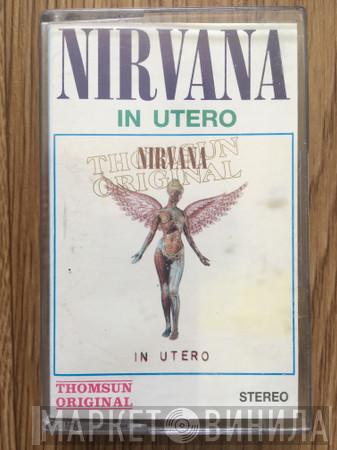 NIRVANA
IN UTERO
THOMSUN
NIRVANA
ORIGINAL
IN UTERO
THOMSUN
ORIGINAL
STEREO
МАРКЕТ ВИНИЛА